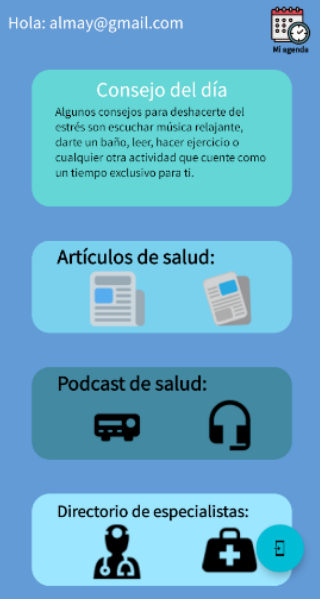 Hola: almay@gmail.com
Mi agenda
Consejo del día
Algunos consejos para deshacerte del
estrés son escuchar música relajante,
darte un baño, leer, hacer ejercicio o
cualquier otra actividad que cuente como
un tiempo exclusivo para ti.
Artículos de salud:
Podcast de salud:
Directorio de especialistas: